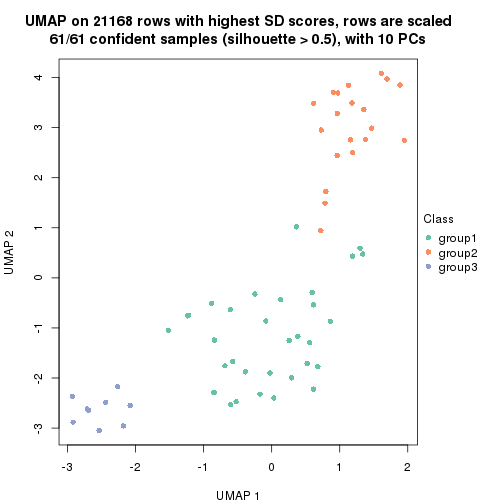 UMAP on 21168 rows with highest SD scores, rows are scaled
61/61 confident samples (silhouette > 0.5), with 10 PCs
4
3
2
1
0
-1
-2
-3
UMAP 2
-3 -2 -1 0 1 2
UMAP 1
Class
group1
group2
group3